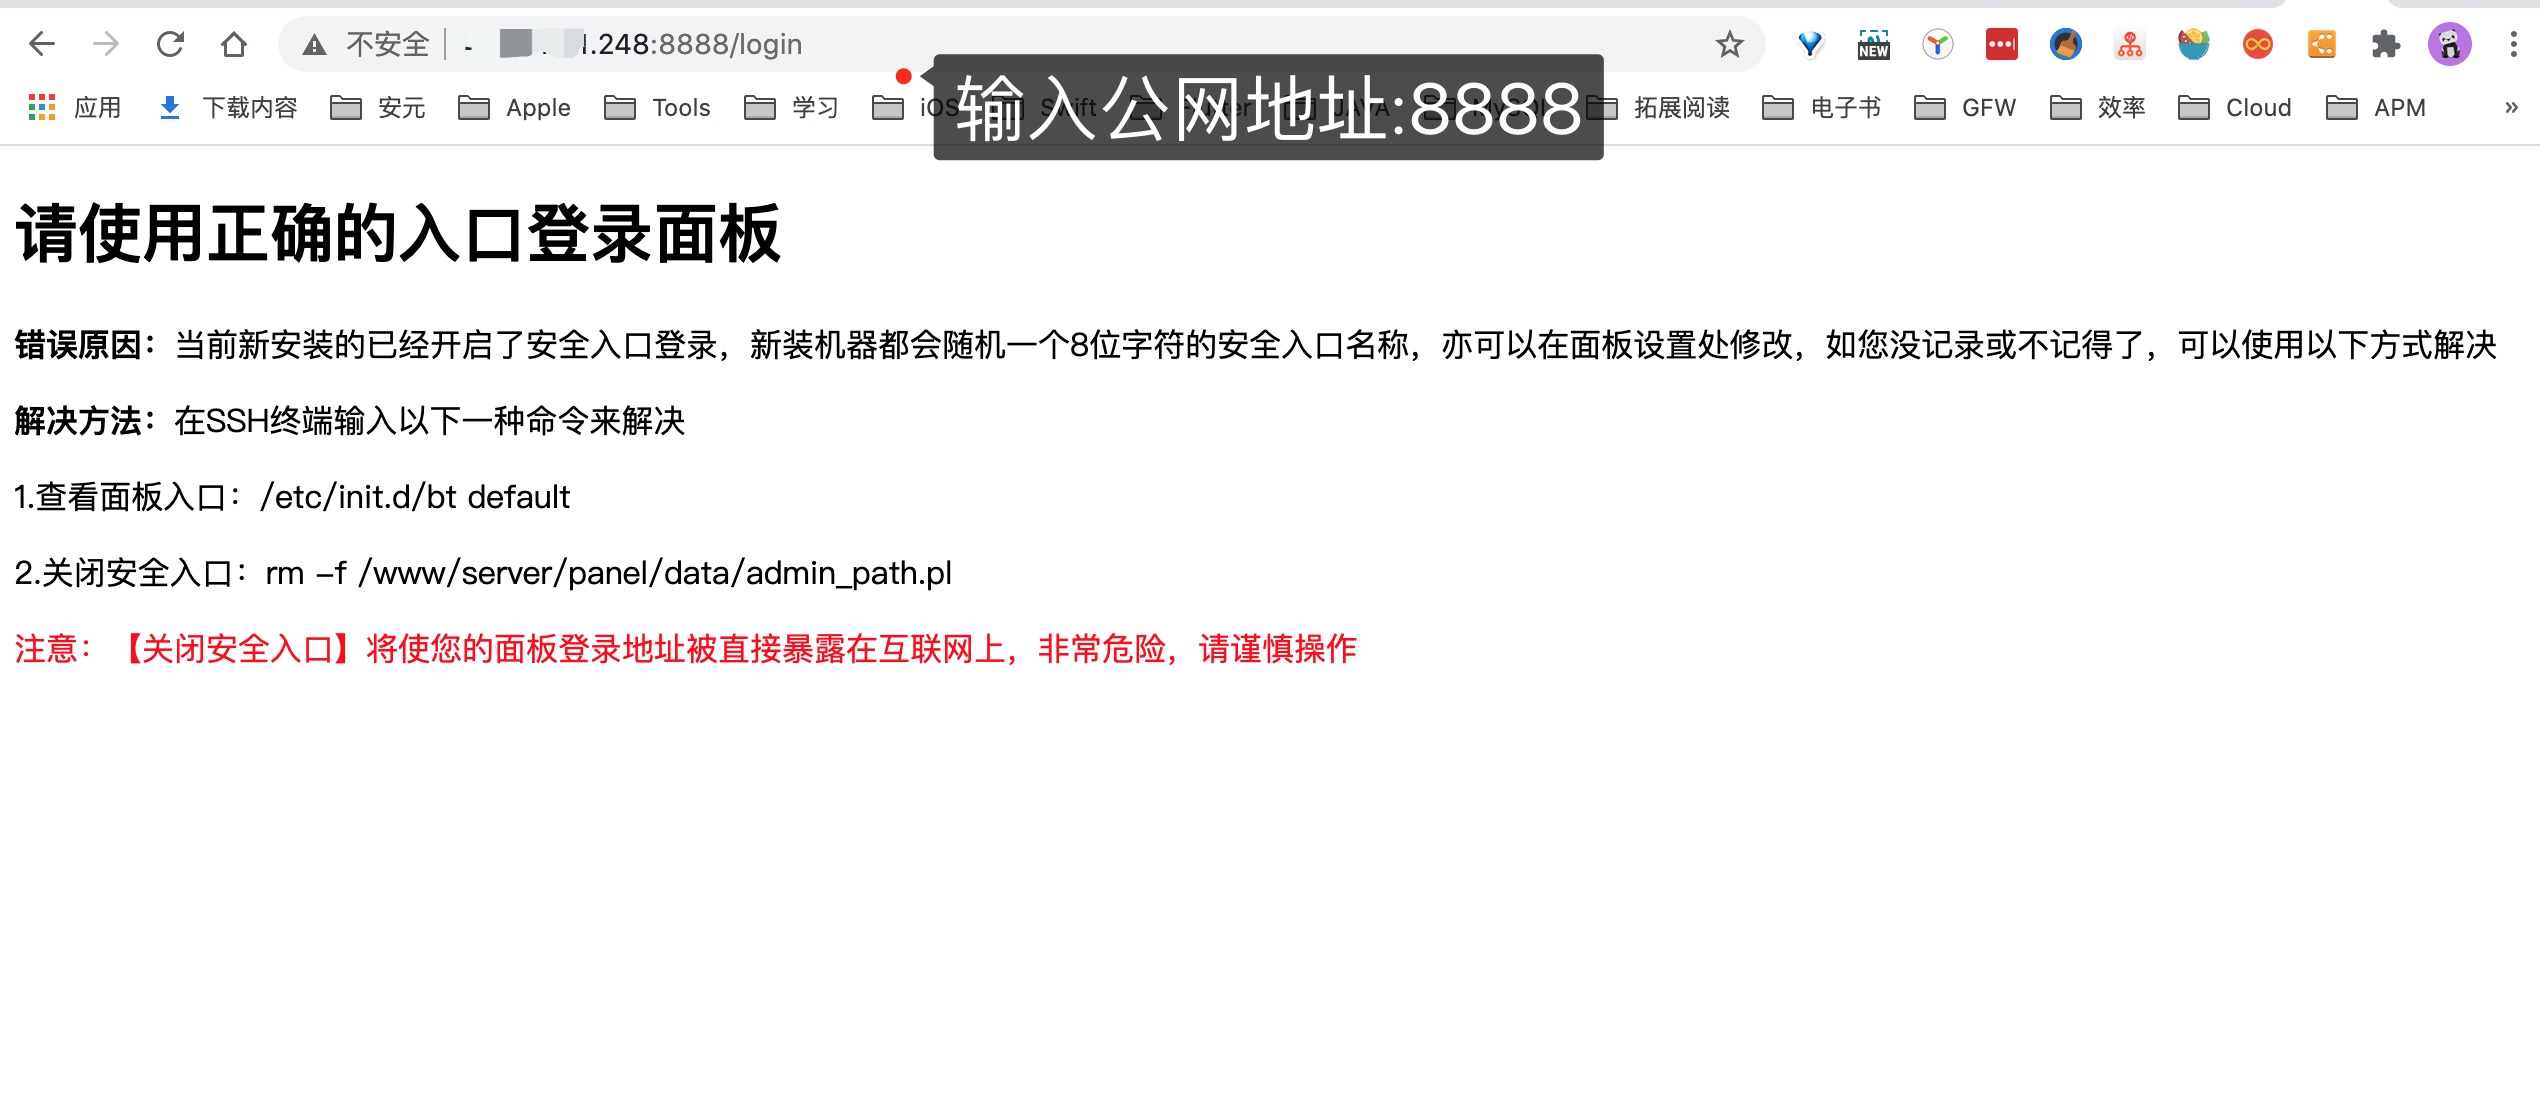 不安全 .248:8888/login
NEW
输入公网地址:8888
应用 下载内容 安元 Apple Tools 学习 iOS Swift JAVA MySQL 拓展阅读 电子书 GFW 效率 Cloud APM »
请使用正确的入口登录面板
错误原因：当前新安装的已经开启了安全入口登录，新装机器都会随机一个8位字符的安全入口名称，亦可以在面板设置处修改，如您没记录或不记得了，可以使用以下方式解决
解决方法：在SSH终端输入以下一种命令来解决
1.查看面板入口：/etc/init.d/bt default
2.关闭安全入口：rm -f /www/server/panel/data/admin_path.pl
注意：【关闭安全入口】将使您的面板登录地址被直接暴露在互联网上，非常危险，请谨慎操作